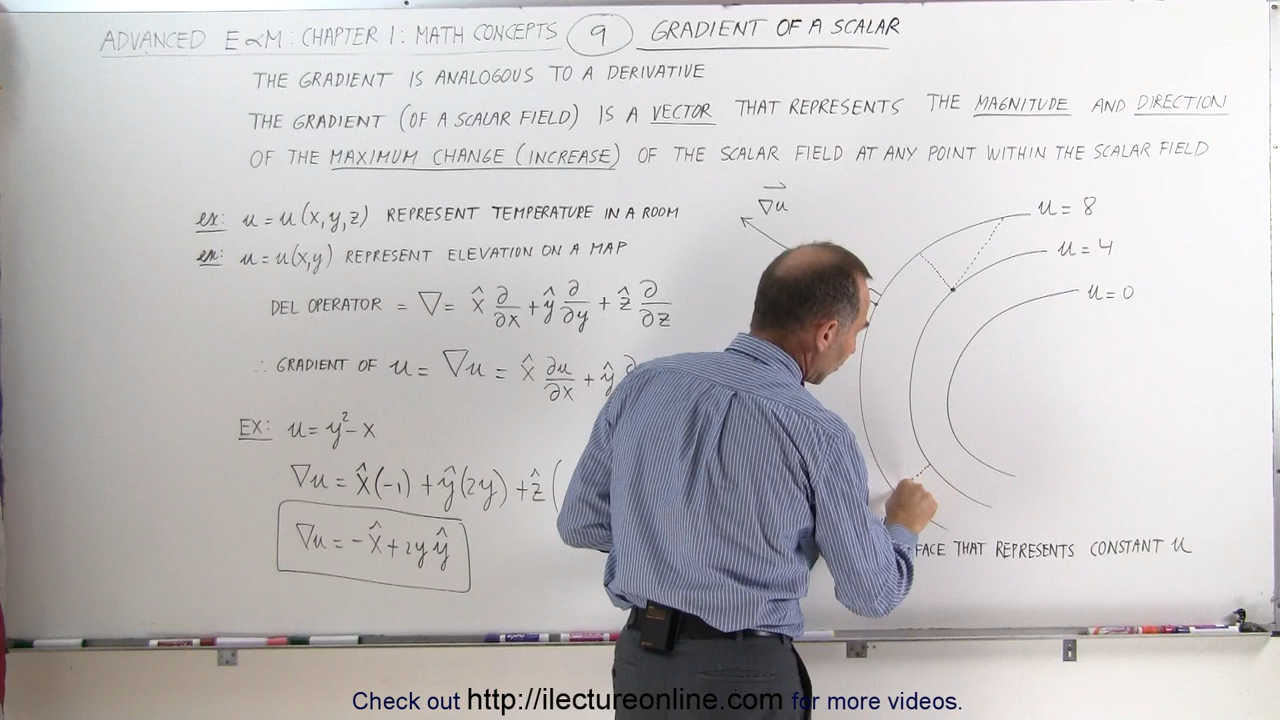 ADVANCED E∝M: CHAPTER 1: MATH CONCEPTS 9 GRADIENT OF A SCALAR
THE GRADIENT IS ANALOGOUS TO A DERIVATIVE
THE GRADIENT (OF A SCALAR FIELD) IS A VECTOR THAT REPRESENTS THE MAGNITUDE AND DIRECTION
OF THE MAXIMUM CHANGE (INCREASE) OF THE SCALAR FIELD AT ANY POINT WITHIN THE SCALAR FIELD
ex: u = u(x,y,z) REPRESENT TEMPERATURE IN A ROOM
ex: u = u(x,y) REPRESENT ELEVATION ON A MAP
DEL OPERATOR = ∇ = x̂ ∂/∂x + ŷ ∂/∂y + ẑ ∂/∂z
∴ GRADIENT OF u = ∇u = x̂ ∂u/∂x + ŷ ∂
EX: u = y² - x
∇u = x̂(-1) + ŷ(2y) + ẑ(
∇u = -x̂ + 2y ŷ
∇u
u = 8
u = 4
u = 0
FACE THAT REPRESENTS CONSTANT u
Check out http://ilectureonline.com for more videos.